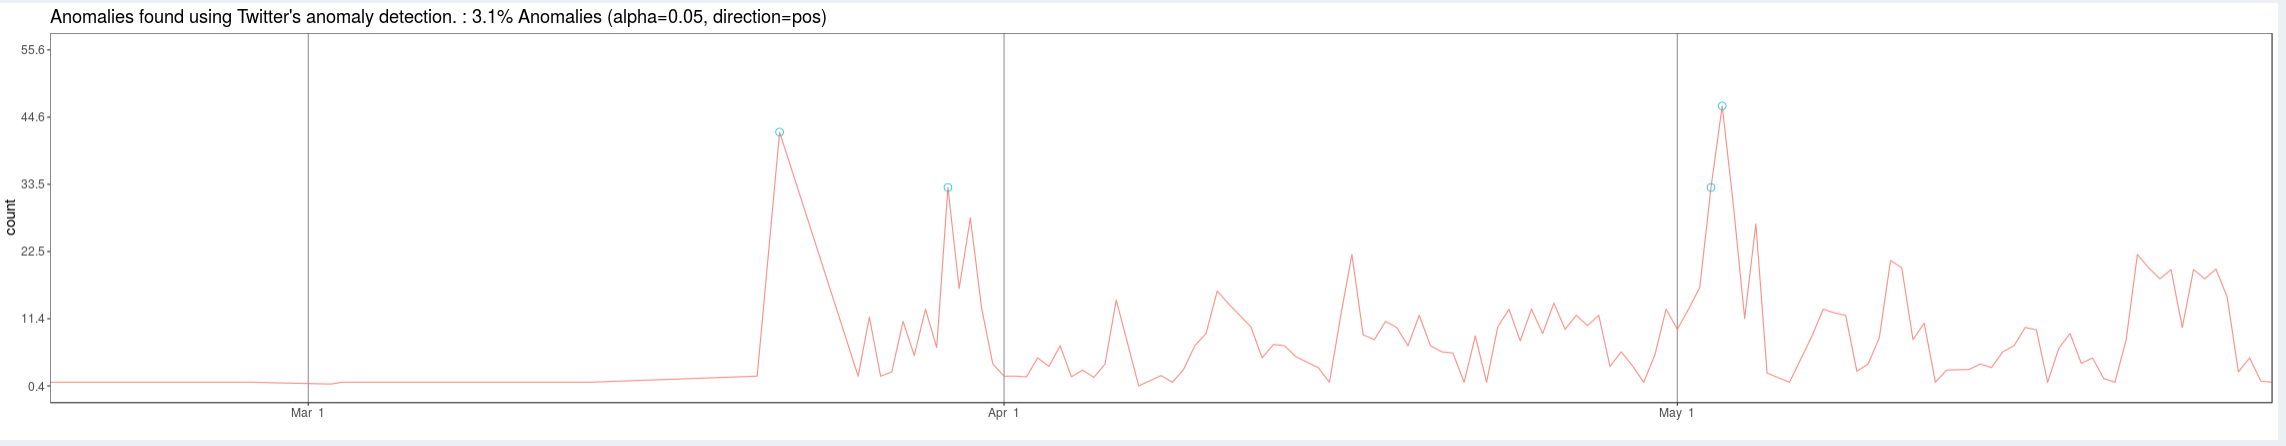 Anomalies found using Twitter's anomaly detection. : 3.1% Anomalies (alpha=0.05, direction=pos)
55.6
44.6
33.5
22.5
11.4
0.4
count
Mar 1
Apr 1
May 1